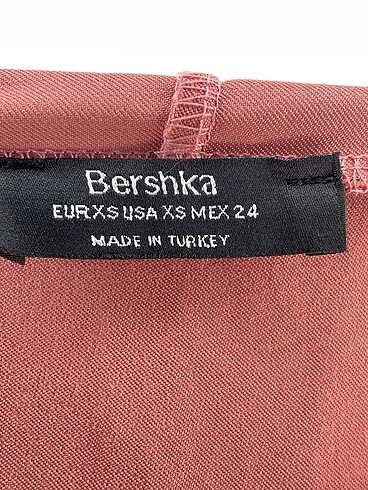 Bershka
EUR XS USA XS MEX 24
MADE IN TURKEY